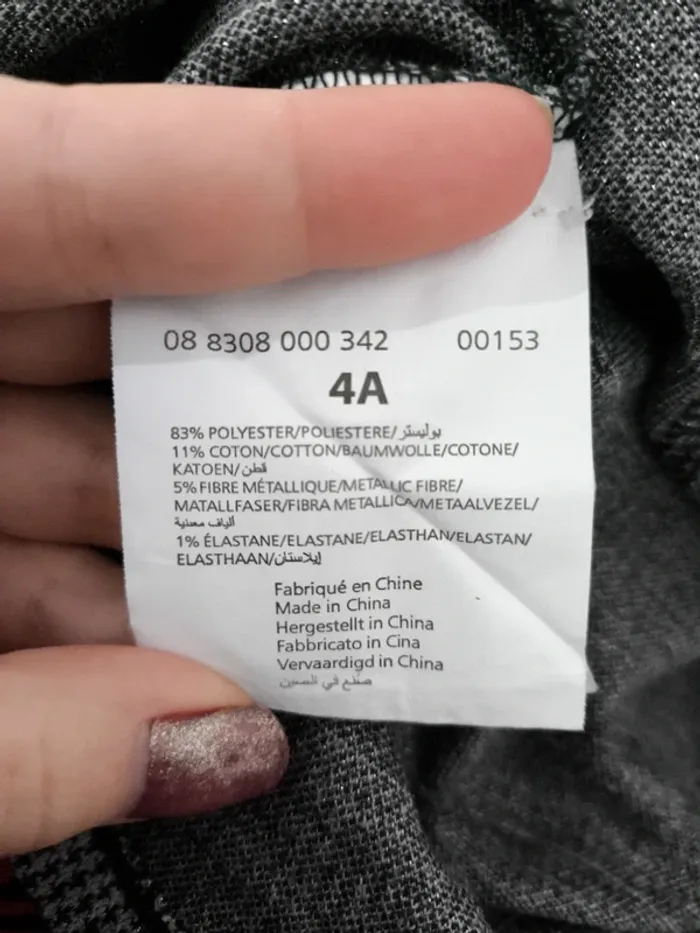 08 8308 000 342 00153
4A
83% POLYESTER/POLIESTERE/بوليستر
11% COTON/COTTON/BAUMWOLLE/COTONE/
KATOEN/قطن
5% FIBRE MÉTALLIQUE/METALLIC FIBRE/
MATALLFASER/FIBRA METALLICA/METAALVEZEL/
ألياف معدنية
1% ÉLASTANE/ELASTANE/ELASTHAN/ELASTAN/
ELASTHAAN/إيلاستان
Fabriqué en Chine
Made in China
Hergestellt in China
Fabbricato in Cina
Vervaardigd in China
صنع في الصين